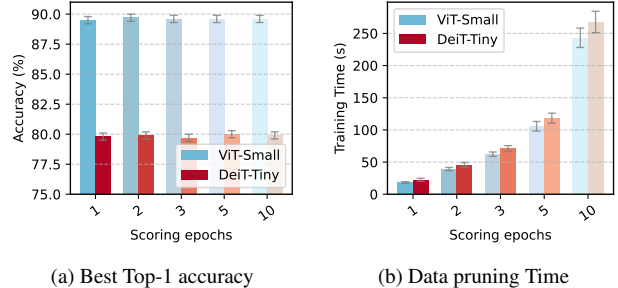 90.0
87.5
85.0
82.5
80.0
77.5
75.0
Accuracy (%)
ViT-Small
DeiT-Tiny
1 2 3 5 10
Scoring epochs
(a) Best Top-1 accuracy
250
200
150
100
50
0
Training Time (s)
ViT-Small
DeiT-Tiny
1 2 3 5 10
Scoring epochs
(b) Data pruning Time